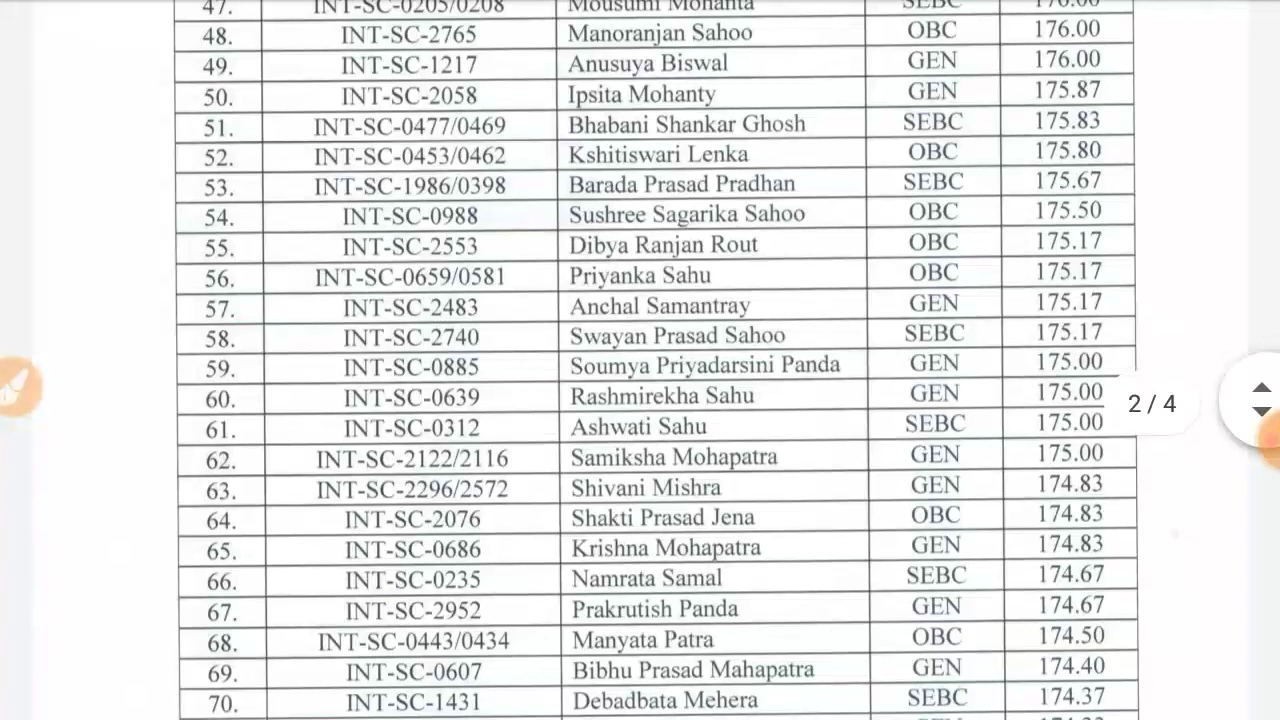 47. INT-SC-0205/0208 Mousumi Mohanta SEBC 176.00
48. INT-SC-2765 Manoranjan Sahoo OBC 176.00
49. INT-SC-1217 Anusuya Biswal GEN 176.00
50. INT-SC-2058 Ipsita Mohanty GEN 175.87
51. INT-SC-0477/0469 Bhabani Shankar Ghosh SEBC 175.83
52. INT-SC-0453/0462 Kshitiswari Lenka OBC 175.80
53. INT-SC-1986/0398 Barada Prasad Pradhan SEBC 175.67
54. INT-SC-0988 Sushree Sagarika Sahoo OBC 175.50
55. INT-SC-2553 Dibya Ranjan Rout OBC 175.17
56. INT-SC-0659/0581 Priyanka Sahu OBC 175.17
57. INT-SC-2483 Anchal Samantray GEN 175.17
58. INT-SC-2740 Swayan Prasad Sahoo SEBC 175.17
59. INT-SC-0885 Soumya Priyadarsini Panda GEN 175.00
60. INT-SC-0639 Rashmirekha Sahu GEN 175.00
2 / 4
61. INT-SC-0312 Ashwati Sahu SEBC 175.00
62. INT-SC-2122/2116 Samiksha Mohapatra GEN 175.00
63. INT-SC-2296/2572 Shivani Mishra GEN 174.83
64. INT-SC-2076 Shakti Prasad Jena OBC 174.83
65. INT-SC-0686 Krishna Mohapatra GEN 174.83
66. INT-SC-0235 Namrata Samal SEBC 174.67
67. INT-SC-2952 Prakrutish Panda GEN 174.67
68. INT-SC-0443/0434 Manyata Patra OBC 174.50
69. INT-SC-0607 Bibhu Prasad Mahapatra GEN 174.40
70. INT-SC-1431 Debadbata Mehera SEBC 174.37